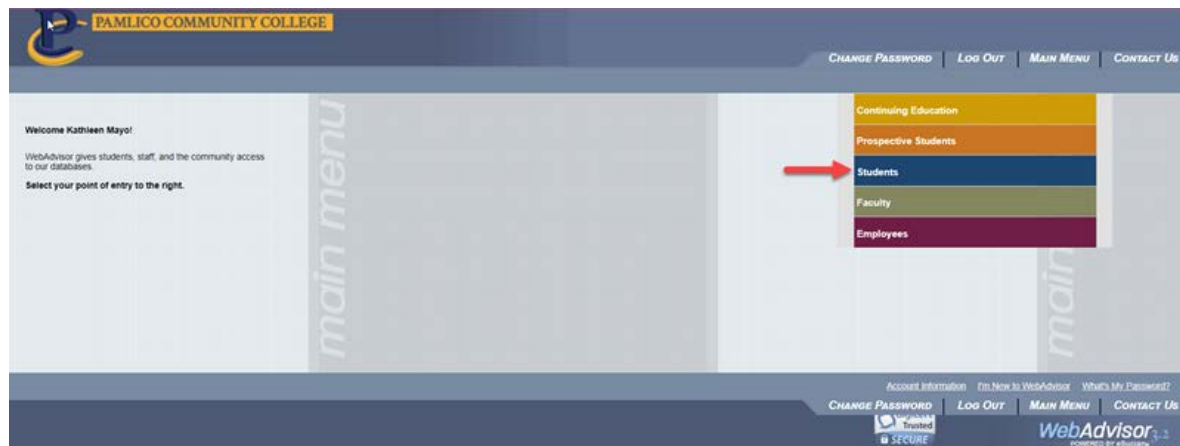 PAMLICO COMMUNITY COLLEGE
CHANGE PASSWORD LOG OUT MAIN MENU CONTACT US
Welcome Kathleen Mayo!
WebAdvisor gives students, staff, and the community access
to our databases.
Select your point of entry to the right.
main menu
Continuing Education
Prospective Students
Students
Faculty
Employees
main
Account Information I'm New to WebAdvisor What's My Password?
CHANGE PASSWORD LOG OUT MAIN MENU CONTACT US
Trusted
SECURE
WebAdvisor
POWERED BY